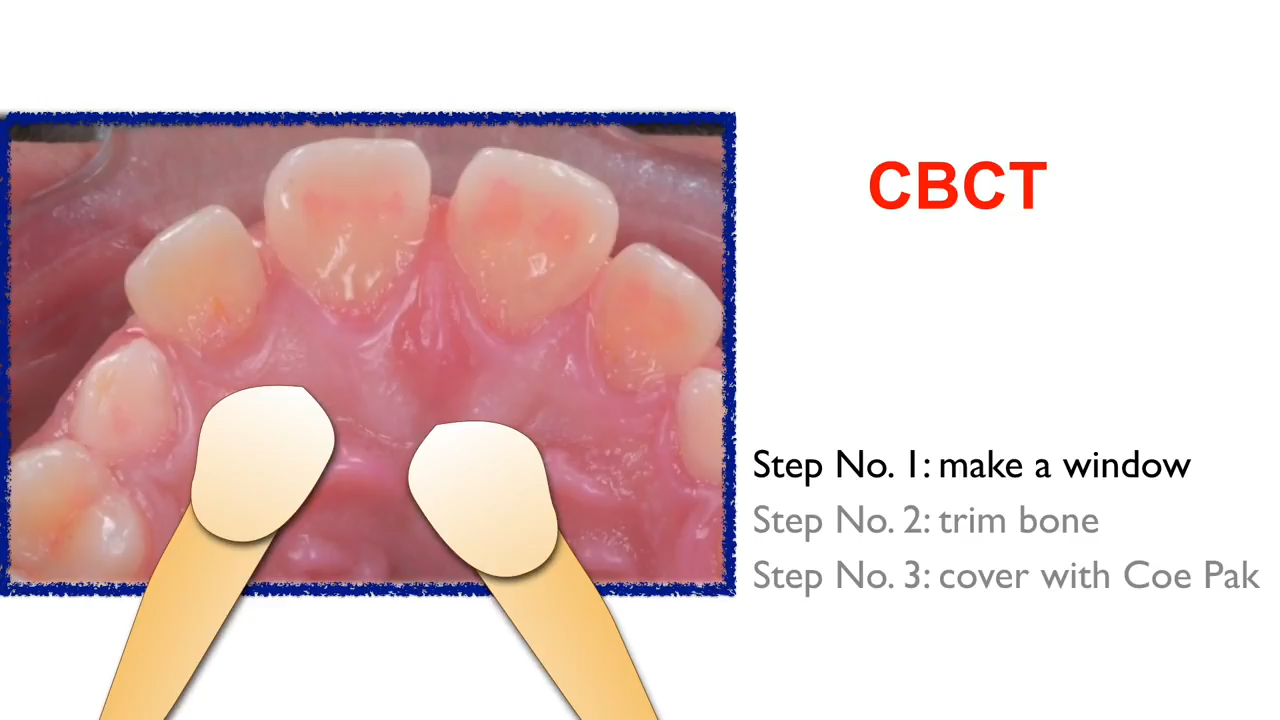 CBCT
Step No. 1: make a window
Step No. 2: trim bone
Step No. 3: cover with Coe Pak